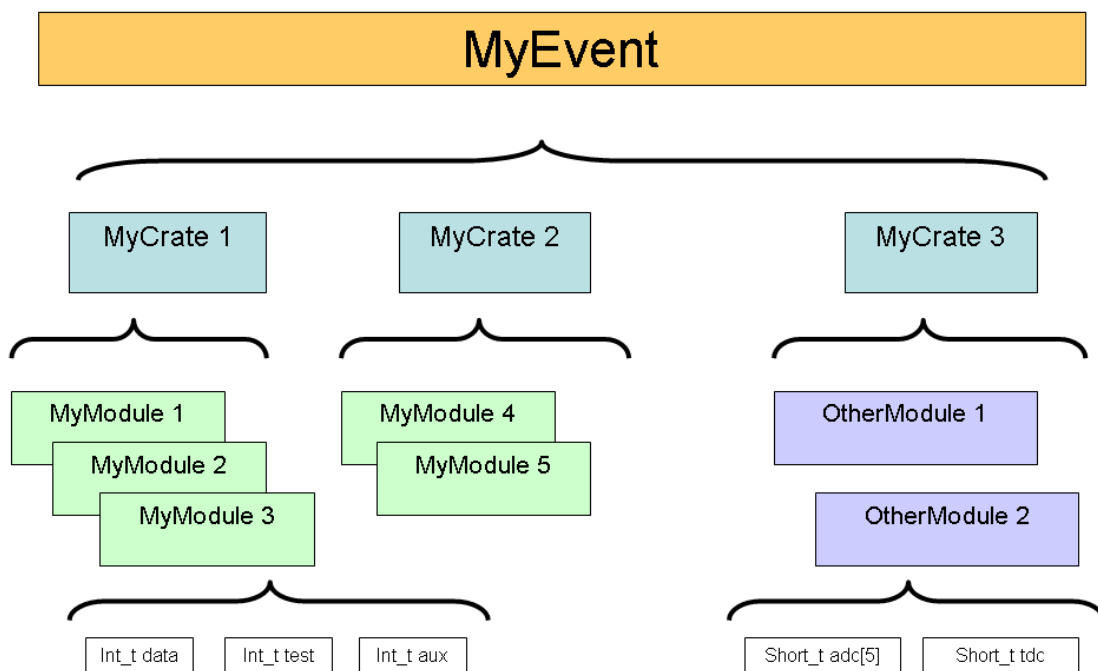 MyEvent
MyCrate 1
MyCrate 2
MyCrate 3
MyModule 1
MyModule 2
MyModule 3
MyModule 4
MyModule 5
OtherModule 1
OtherModule 2
Int_t data
Int_t test
Int_t aux
Short_t adc[5]
Short_t tdc